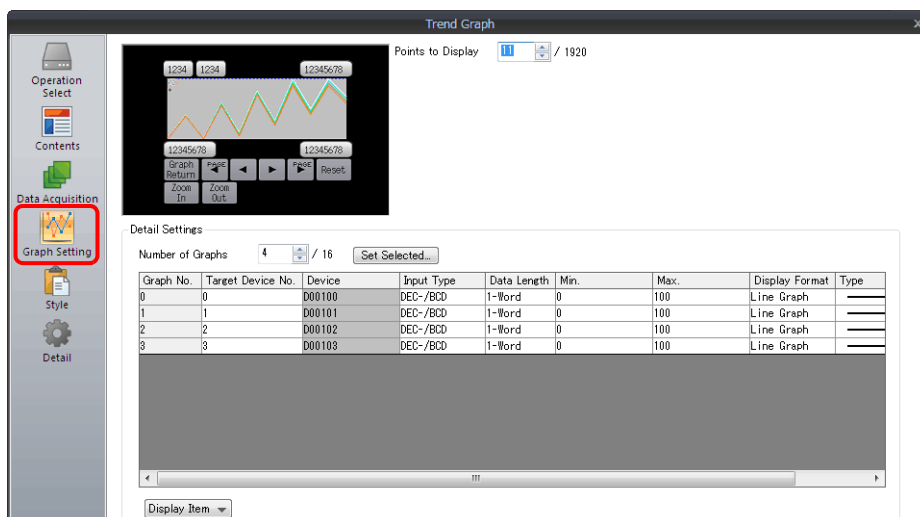 Trend Graph
Operation
Select
Contents
Data Acquisition
Graph Setting
Style
Detail
Points to Display 11 / 1920
1234 1234 12345678
12345678 12345678
Graph
Return
PAGE
PAGE
Reset
Zoom
In
Zoom
Out
Detail Settings
Number of Graphs 4 / 16 Set Selected...
Graph No. Target Device No. Device Input Type Data Length Min. Max. Display Format Type
0 0 D00100 DEC-/BCD 1-Word 0 100 Line Graph
1 1 D00101 DEC-/BCD 1-Word 0 100 Line Graph
2 2 D00102 DEC-/BCD 1-Word 0 100 Line Graph
3 3 D00103 DEC-/BCD 1-Word 0 100 Line Graph
Display Item